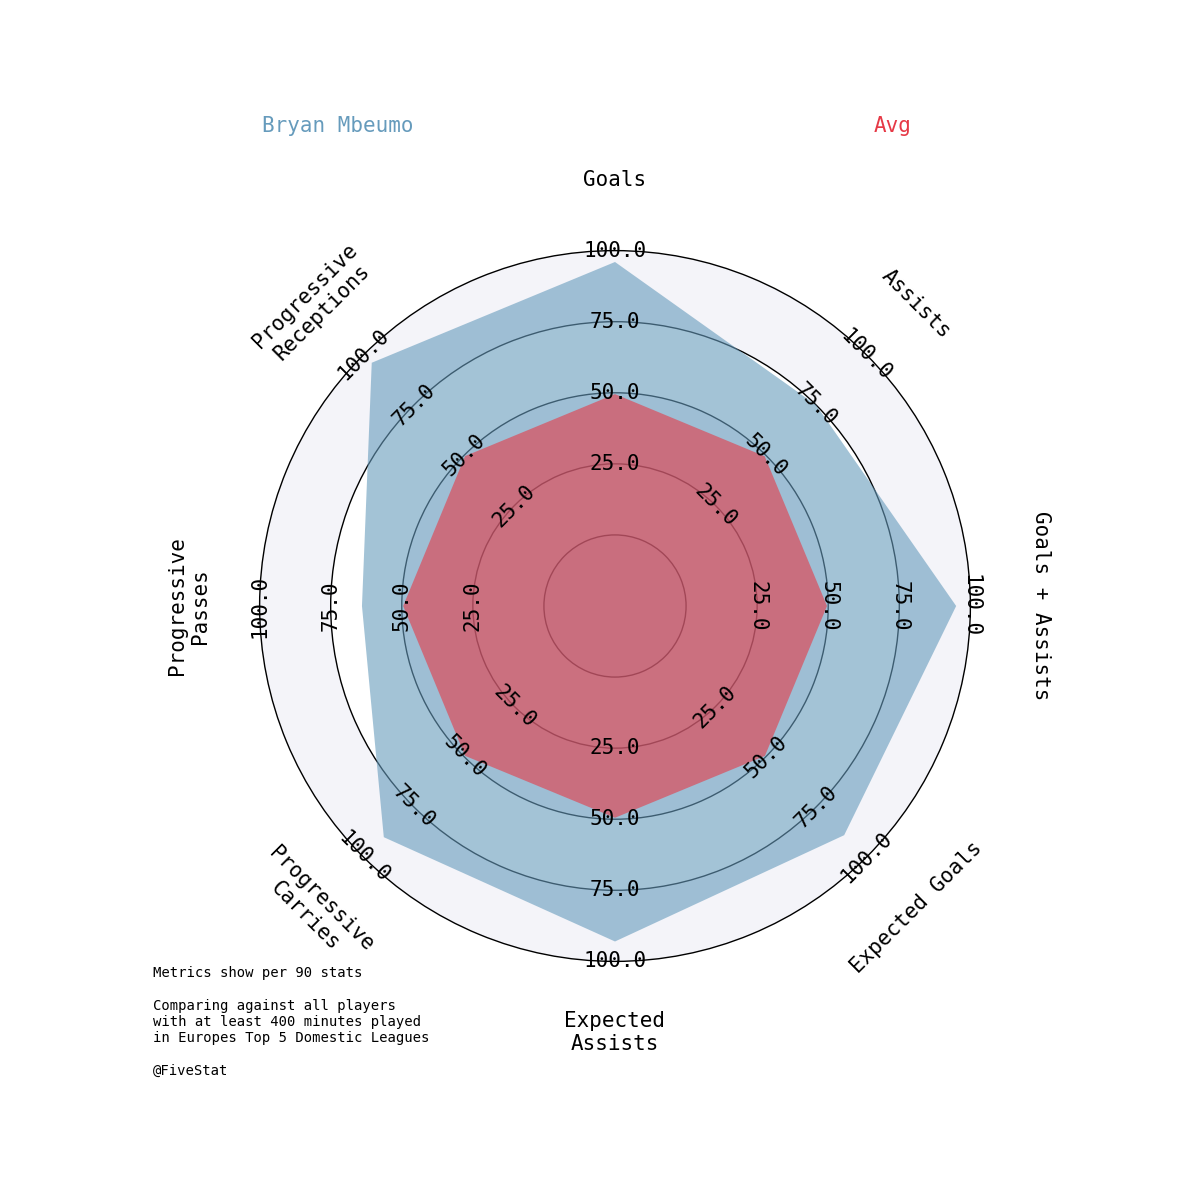 Bryan Mbeumo
Avg
Goals
Progressive
Receptions
Assists
100.0
75.0
50.0
25.0
100.0
75.0
50.0
25.0
100.0
75.0
50.0
25.0
Progressive
Passes
100.0
75.0
50.0
25.0
25.0
50.0
75.0
100.0
Goals + Assists
25.0
50.0
75.0
100.0
25.0
50.0
75.0
100.0
25.0
50.0
75.0
100.0
Progressive
Carries
Expected Goals
Expected
Assists
Metrics show per 90 stats
Comparing against all players
with at least 400 minutes played
in Europes Top 5 Domestic Leagues
@FiveStat